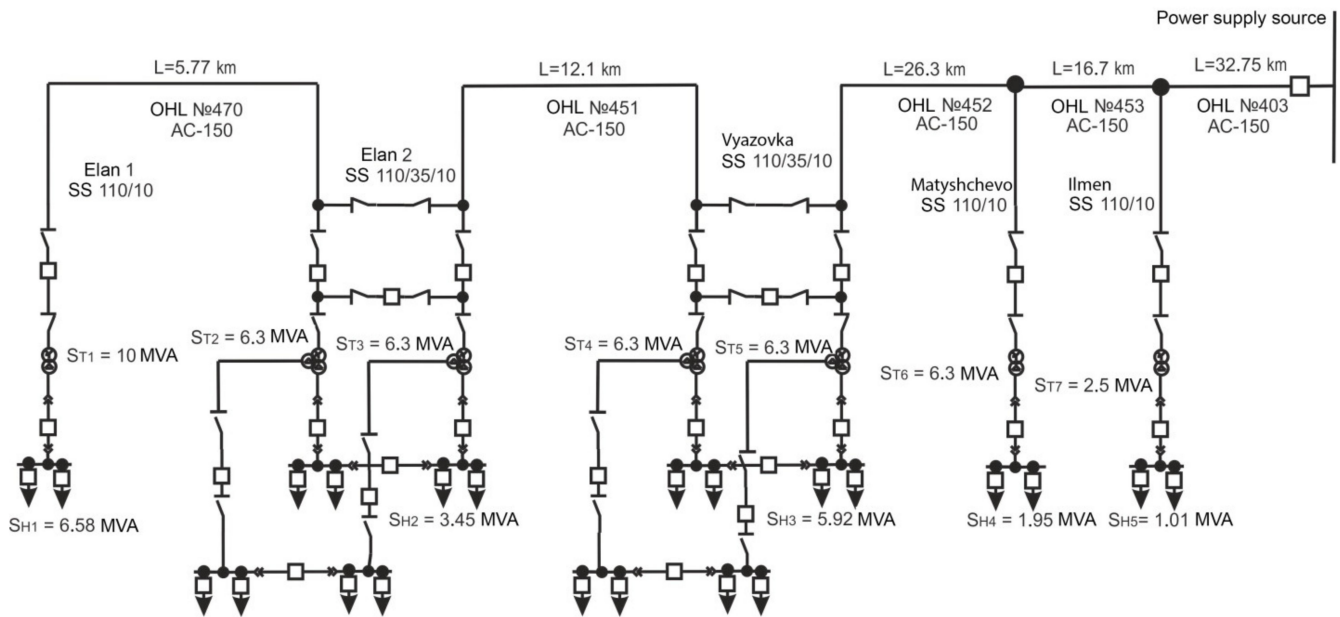 Power supply source
L=5.77 km
L=12.1 km
L=26.3 km
L=16.7 km
L=32.75 km
OHL №470
AC-150
OHL №451
AC-150
OHL №452
AC-150
OHL №453
AC-150
OHL №403
AC-150
Elan 1
SS 110/10
Elan 2
SS 110/35/10
Vyazovka
SS 110/35/10
Matyshchevo
SS 110/10
Ilmen
SS 110/10
ST1 = 10 MVA
ST2 = 6.3 MVA
ST3 = 6.3 MVA
ST4 = 6.3 MVA
ST5 = 6.3 MVA
ST6 = 6.3 MVA
ST7 = 2.5 MVA
SH1 = 6.58 MVA
SH2 = 3.45 MVA
SH3 = 5.92 MVA
SH4 = 1.95 MVA
SH5= 1.01 MVA